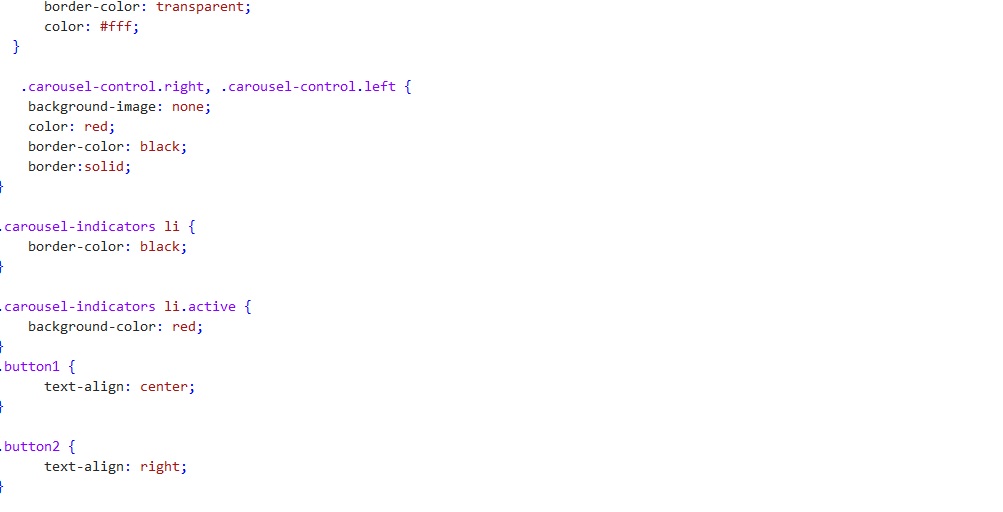 border-color: transparent;
color: #fff;
}
.carousel-control.right, .carousel-control.left {
background-image: none;
color: red;
border-color: black;
border:solid;
}
.carousel-indicators li {
border-color: black;
}
.carousel-indicators li.active {
background-color: red;
}
.button1 {
text-align: center;
}
.button2 {
text-align: right;
}